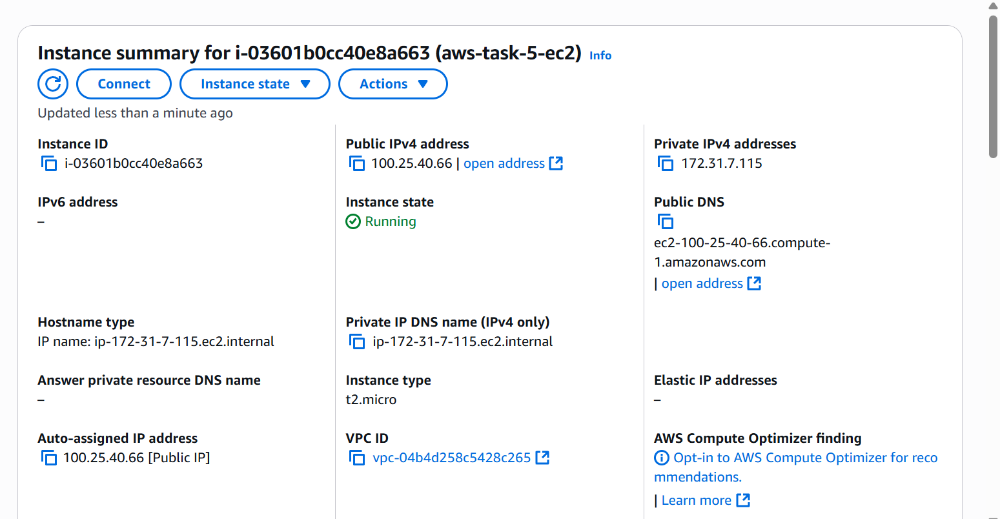 Instance summary for i-03601b0cc40e8a663 (aws-task-5-ec2) Info
Connect
Instance state
Actions
Updated less than a minute ago
Instance ID
i-03601b0cc40e8a663
Public IPv4 address
100.25.40.66 | open address
Private IPv4 addresses
172.31.7.115
IPv6 address
–
Instance state
Running
Public DNS
ec2-100-25-40-66.compute-
1.amazonaws.com
| open address
Hostname type
IP name: ip-172-31-7-115.ec2.internal
Private IP DNS name (IPv4 only)
ip-172-31-7-115.ec2.internal
Answer private resource DNS name
–
Instance type
t2.micro
Elastic IP addresses
–
Auto-assigned IP address
100.25.40.66 [Public IP]
VPC ID
vpc-04b4d258c5428c265
AWS Compute Optimizer finding
Opt-in to AWS Compute Optimizer for reco
mmendations.
| Learn more